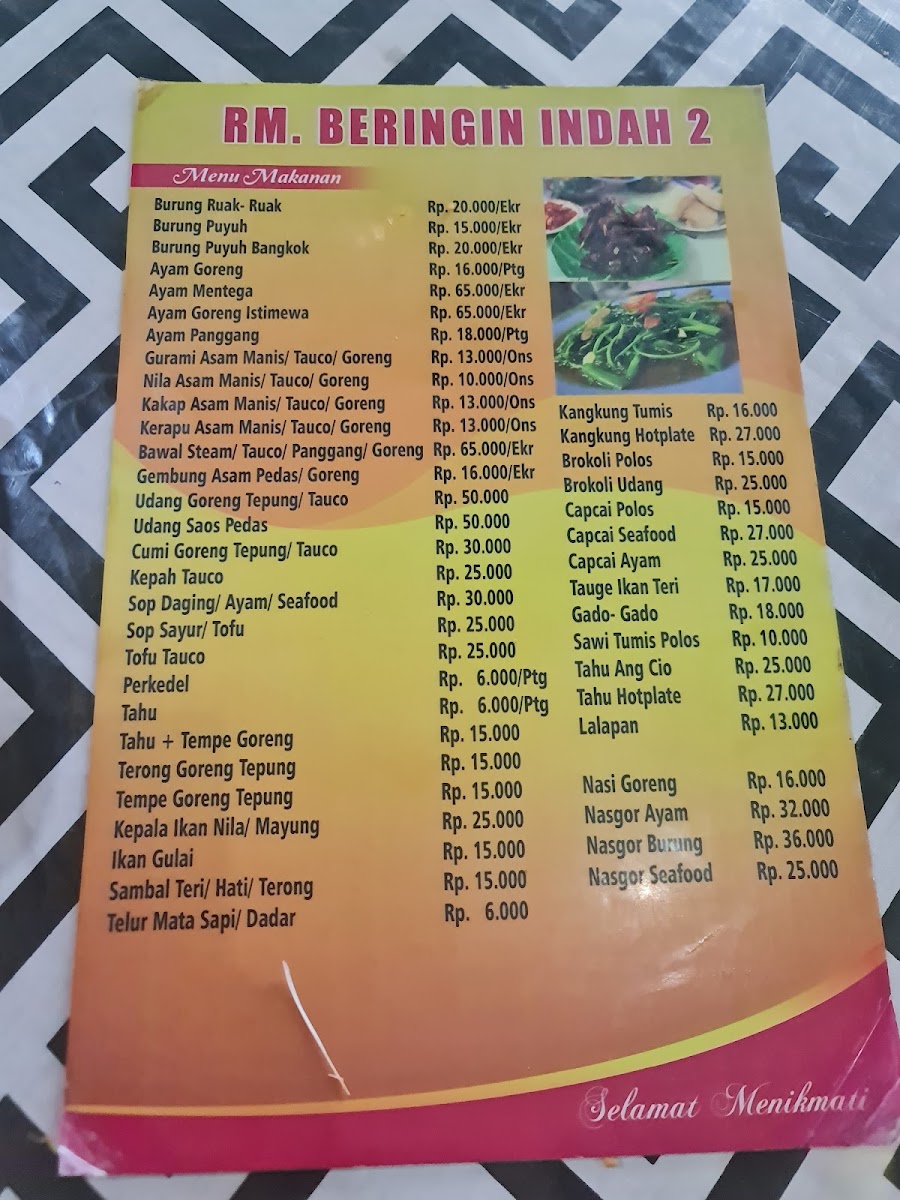 RM. BERINGIN INDAH 2
Menu Makanan
Burung Ruak- Ruak Rp. 20.000/Ekr
Burung Puyuh Rp. 15.000/Ekr
Burung Puyuh Bangkok Rp. 20.000/Ekr
Ayam Goreng Rp. 16.000/Ptg
Ayam Mentega Rp. 65.000/Ekr
Ayam Goreng Istimewa Rp. 65.000/Ekr
Ayam Panggang Rp. 18.000/Ptg
Gurami Asam Manis/ Tauco/ Goreng Rp. 13.000/Ons
Nila Asam Manis/ Tauco/ Goreng Rp. 10.000/Ons
Kakap Asam Manis/ Tauco/ Goreng Rp. 13.000/Ons
Kerapu Asam Manis/ Tauco/ Goreng Rp. 13.000/Ons
Bawal Steam/ Tauco/ Panggang/ Goreng Rp. 65.000/Ekr
Gembung Asam Pedas/ Goreng Rp. 16.000/Ekr
Udang Goreng Tepung/ Tauco Rp. 50.000
Udang Saos Pedas Rp. 50.000
Cumi Goreng Tepung/ Tauco Rp. 30.000
Kepah Tauco Rp. 25.000
Sop Daging/ Ayam/ Seafood Rp. 30.000
Sop Sayur/ Tofu Rp. 25.000
Tofu Tauco Rp. 25.000
Perkedel Rp. 6.000/Ptg
Tahu Rp. 6.000/Ptg
Tahu + Tempe Goreng Rp. 15.000
Terong Goreng Tepung Rp. 15.000
Tempe Goreng Tepung Rp. 15.000
Kepala Ikan Nila/ Mayung Rp. 25.000
Ikan Gulai Rp. 15.000
Sambal Teri/ Hati/ Terong Rp. 15.000
Telur Mata Sapi/ Dadar Rp. 6.000
Kangkung Tumis Rp. 16.000
Kangkung Hotplate Rp. 27.000
Brokoli Polos Rp. 15.000
Brokoli Udang Rp. 25.000
Capcai Polos Rp. 15.000
Capcai Seafood Rp. 27.000
Capcai Ayam Rp. 25.000
Tauge Ikan Teri Rp. 17.000
Gado- Gado Rp. 18.000
Sawi Tumis Polos Rp. 10.000
Tahu Ang Cio Rp. 25.000
Tahu Hotplate Rp. 27.000
Lalapan Rp. 13.000
Nasi Goreng Rp. 16.000
Nasgor Ayam Rp. 32.000
Nasgor Burung Rp. 36.000
Nasgor Seafood Rp. 25.000
Selamat Menikmati